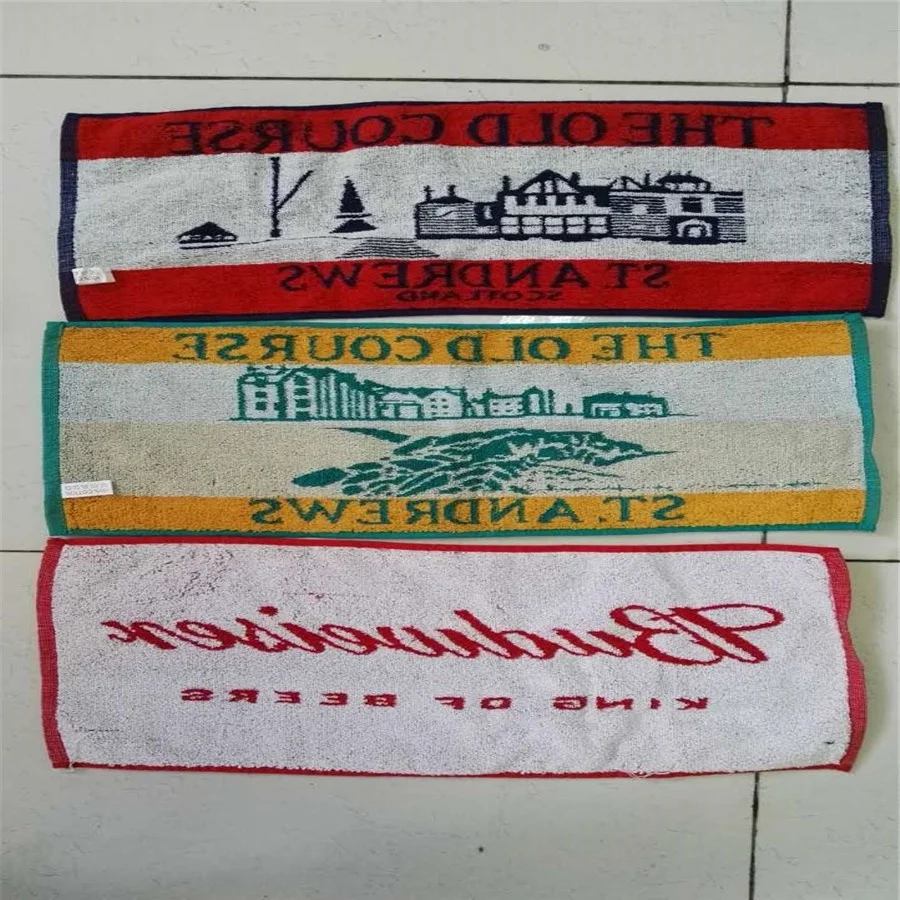 THE OLD COURSE
ST ANDREWS
SCOTLAND
THE OLD COURSE
ST. ANDREWS
Budweiser
KING OF BEERS